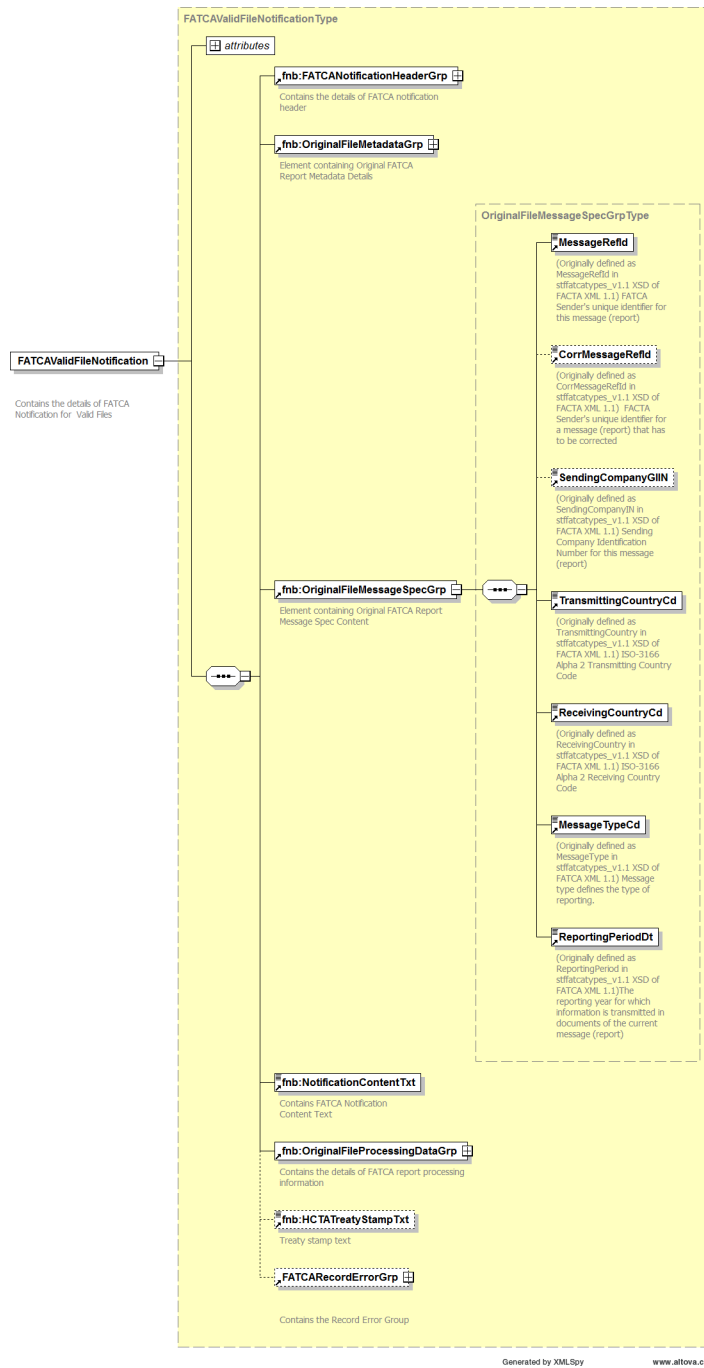 FATCAValidFileNotificationType
attributes
fnb:FATCANotificationHeaderGrp
Contains the details of FATCA notification
header
fnb:OriginalFileMetadataGrp
Element containing Original FATCA
Report Metadata Details
OriginalFileMessageSpecGrpType
MessageRefId
(Originally defined as
MessageRefId in
stffatcatypes_v1.1 XSD of
FACTA XML 1.1) FATCA
Sender's unique identifier for
this message (report)
FATCAValidFileNotification
Contains the details of FATCA
Notification for  Valid Files
CorrMessageRefId
(Originally defined as
CorrMessageRefId in
stffatcatypes_v1.1 XSD of
FACTA XML 1.1)  FACTA
Sender's unique identifier for
a message (report) that has
to be corrected
SendingCompanyGIIN
(Originally defined as
SendingCompanyIN in
stffatcatypes_v1.1 XSD of
FACTA XML 1.1) Sending
Company Identification
Number for this message
(report)
fnb:OriginalFileMessageSpecGrp
Element containing Original FATCA Report
Message Spec Content
TransmittingCountryCd
(Originally defined as
TransmittingCountry in
stffatcatypes_v1.1 XSD of
FACTA XML 1.1) ISO-3166
Alpha 2 Transmitting Country
Code
ReceivingCountryCd
(Originally defined as
ReceivingCountry in
stffatcatypes_v1.1 XSD of
FACTA XML 1.1) ISO-3166
Alpha 2 Receiving Country
Code
MessageTypeCd
(Originally defined as
MessageType in
stffatcatypes_v1.1 XSD of
FATCA XML 1.1) Message
type defines the type of
reporting.
ReportingPeriodDt
(Originally defined as
ReportingPeriod in
stffatcatypes_v1.1 XSD of
FATCA XML 1.1)The
reporting year for which
information is transmitted in
documents of the current
message (report)
fnb:NotificationContentTxt
Contains FATCA Notification
Content Text
fnb:OriginalFileProcessingDataGrp
Contains the details of FATCA report processing
information
fnb:HCTATreatyStampTxt
Treaty stamp text
FATCARecordErrorGrp
Contains the Record Error Group
Generated by XMLSpy
www.altova.c